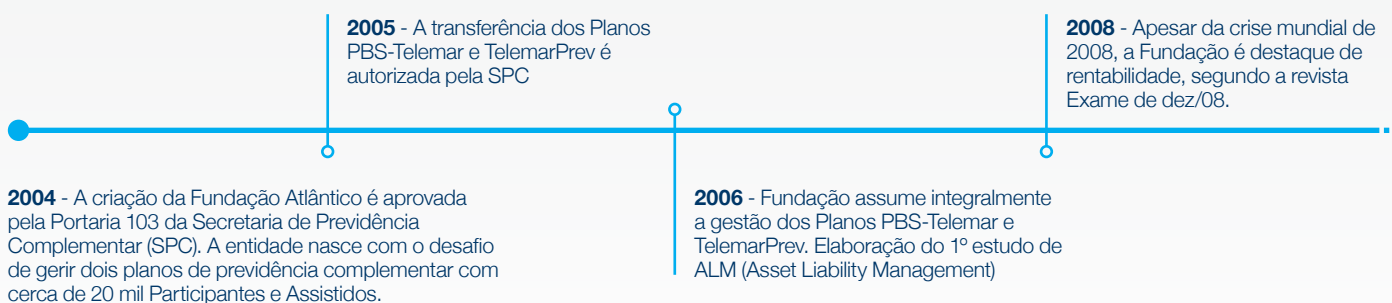 2004 - A criação da Fundação Atlântico é aprovada
pela Portaria 103 da Secretaria de Previdência
Complementar (SPC). A entidade nasce com o desafio
de gerir dois planos de previdência complementar com
cerca de 20 mil Participantes e Assistidos.
2005 - A transferência dos Planos
PBS-Telemar e TelemarPrev é
autorizada pela SPC
2006 - Fundação assume integralmente
a gestão dos Planos PBS-Telemar e
TelemarPrev. Elaboração do 1º estudo de
ALM (Asset Liability Management)
2008 - Apesar da crise mundial de
2008, a Fundação é destaque de
rentabilidade, segundo a revista
Exame de dez/08.